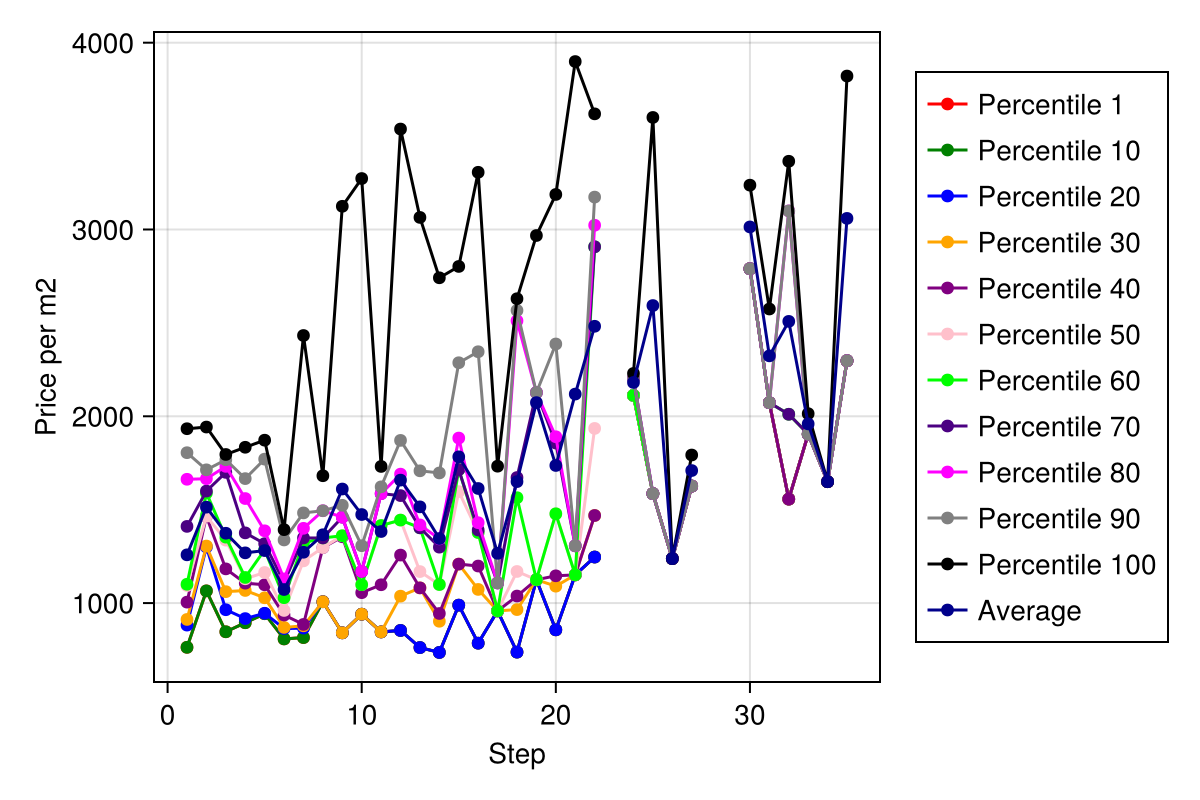 4000
3000
2000
1000
Price per m2
0
10
20
30
Step
Percentile 1
Percentile 10
Percentile 20
Percentile 30
Percentile 40
Percentile 50
Percentile 60
Percentile 70
Percentile 80
Percentile 90
Percentile 100
Average